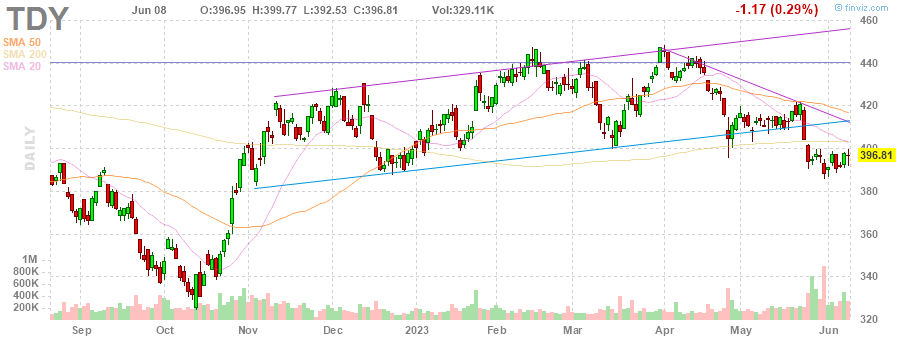 TDY Jun 08 O:396.95 H:399.77 L:392.53 C:396.81 Vol:329.11K -1.17 (0.29%) © finviz.com
460
SMA 50
SMA 200
SMA 20
440
420
DAILY
400
396.81
380
360
1M
800K
340
600K
400K
200K
320
Sep Oct Nov Dec 2023 Feb Mar Apr May Jun